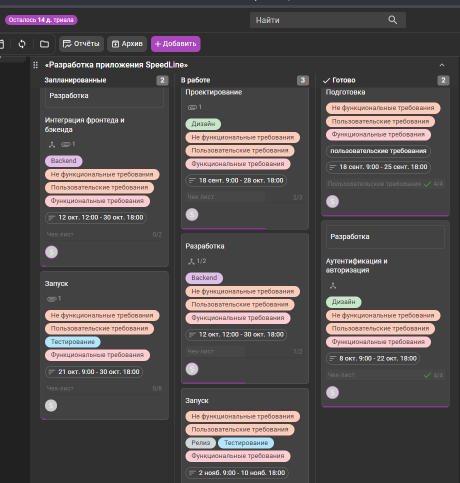 Осталось 14 д. триала
Найти
Отчёты
Архив
+ Добавить
«Разработка приложения SpeedLine»
Запланированные 2
Разработка
Интеграция фронтеда и
бэкенда
1
Backend
Не функциональные требования
Пользовательские требования
Функциональные требования
12 окт. 12:00 - 30 окт. 18:00
Чек-лист 0/2
S
Запуск
1
Не функциональные требования
Пользовательские требования
Тестирование
Функциональные требования
21 окт. 9:00 - 30 окт. 18:00
Чек-лист 5/8
S
В работе 3
Проектирование
1
Дизайн
Не функциональные требования
Пользовательские требования
Функциональные требования
18 сент. 9:00 - 28 окт. 18:00
Чек-лист 2/3
S
Разработка
1/2
Backend
Не функциональные требования
Пользовательские требования
Функциональные требования
12 окт. 12:00 - 30 окт. 18:00
Чек-лист 1/2
S
Запуск
Не функциональные требования
Пользовательские требования
Релиз Тестирование
Функциональные требования
2 нояб. 9:00 - 10 нояб. 18:00
Готово 2
Подготовка
Не функциональные требования
Пользовательские требования
Функциональные требования
пользовательские требования
18 сент. 9:00 - 25 сент. 18:00
Пользовательские требования 4/4
S
Разработка
Аутентификация и
авторизация
Дизайн
Не функциональные требования
Пользовательские требования
Функциональные требования
8 окт. 9:00 - 22 окт. 18:00
Чек-лист 4/4
S